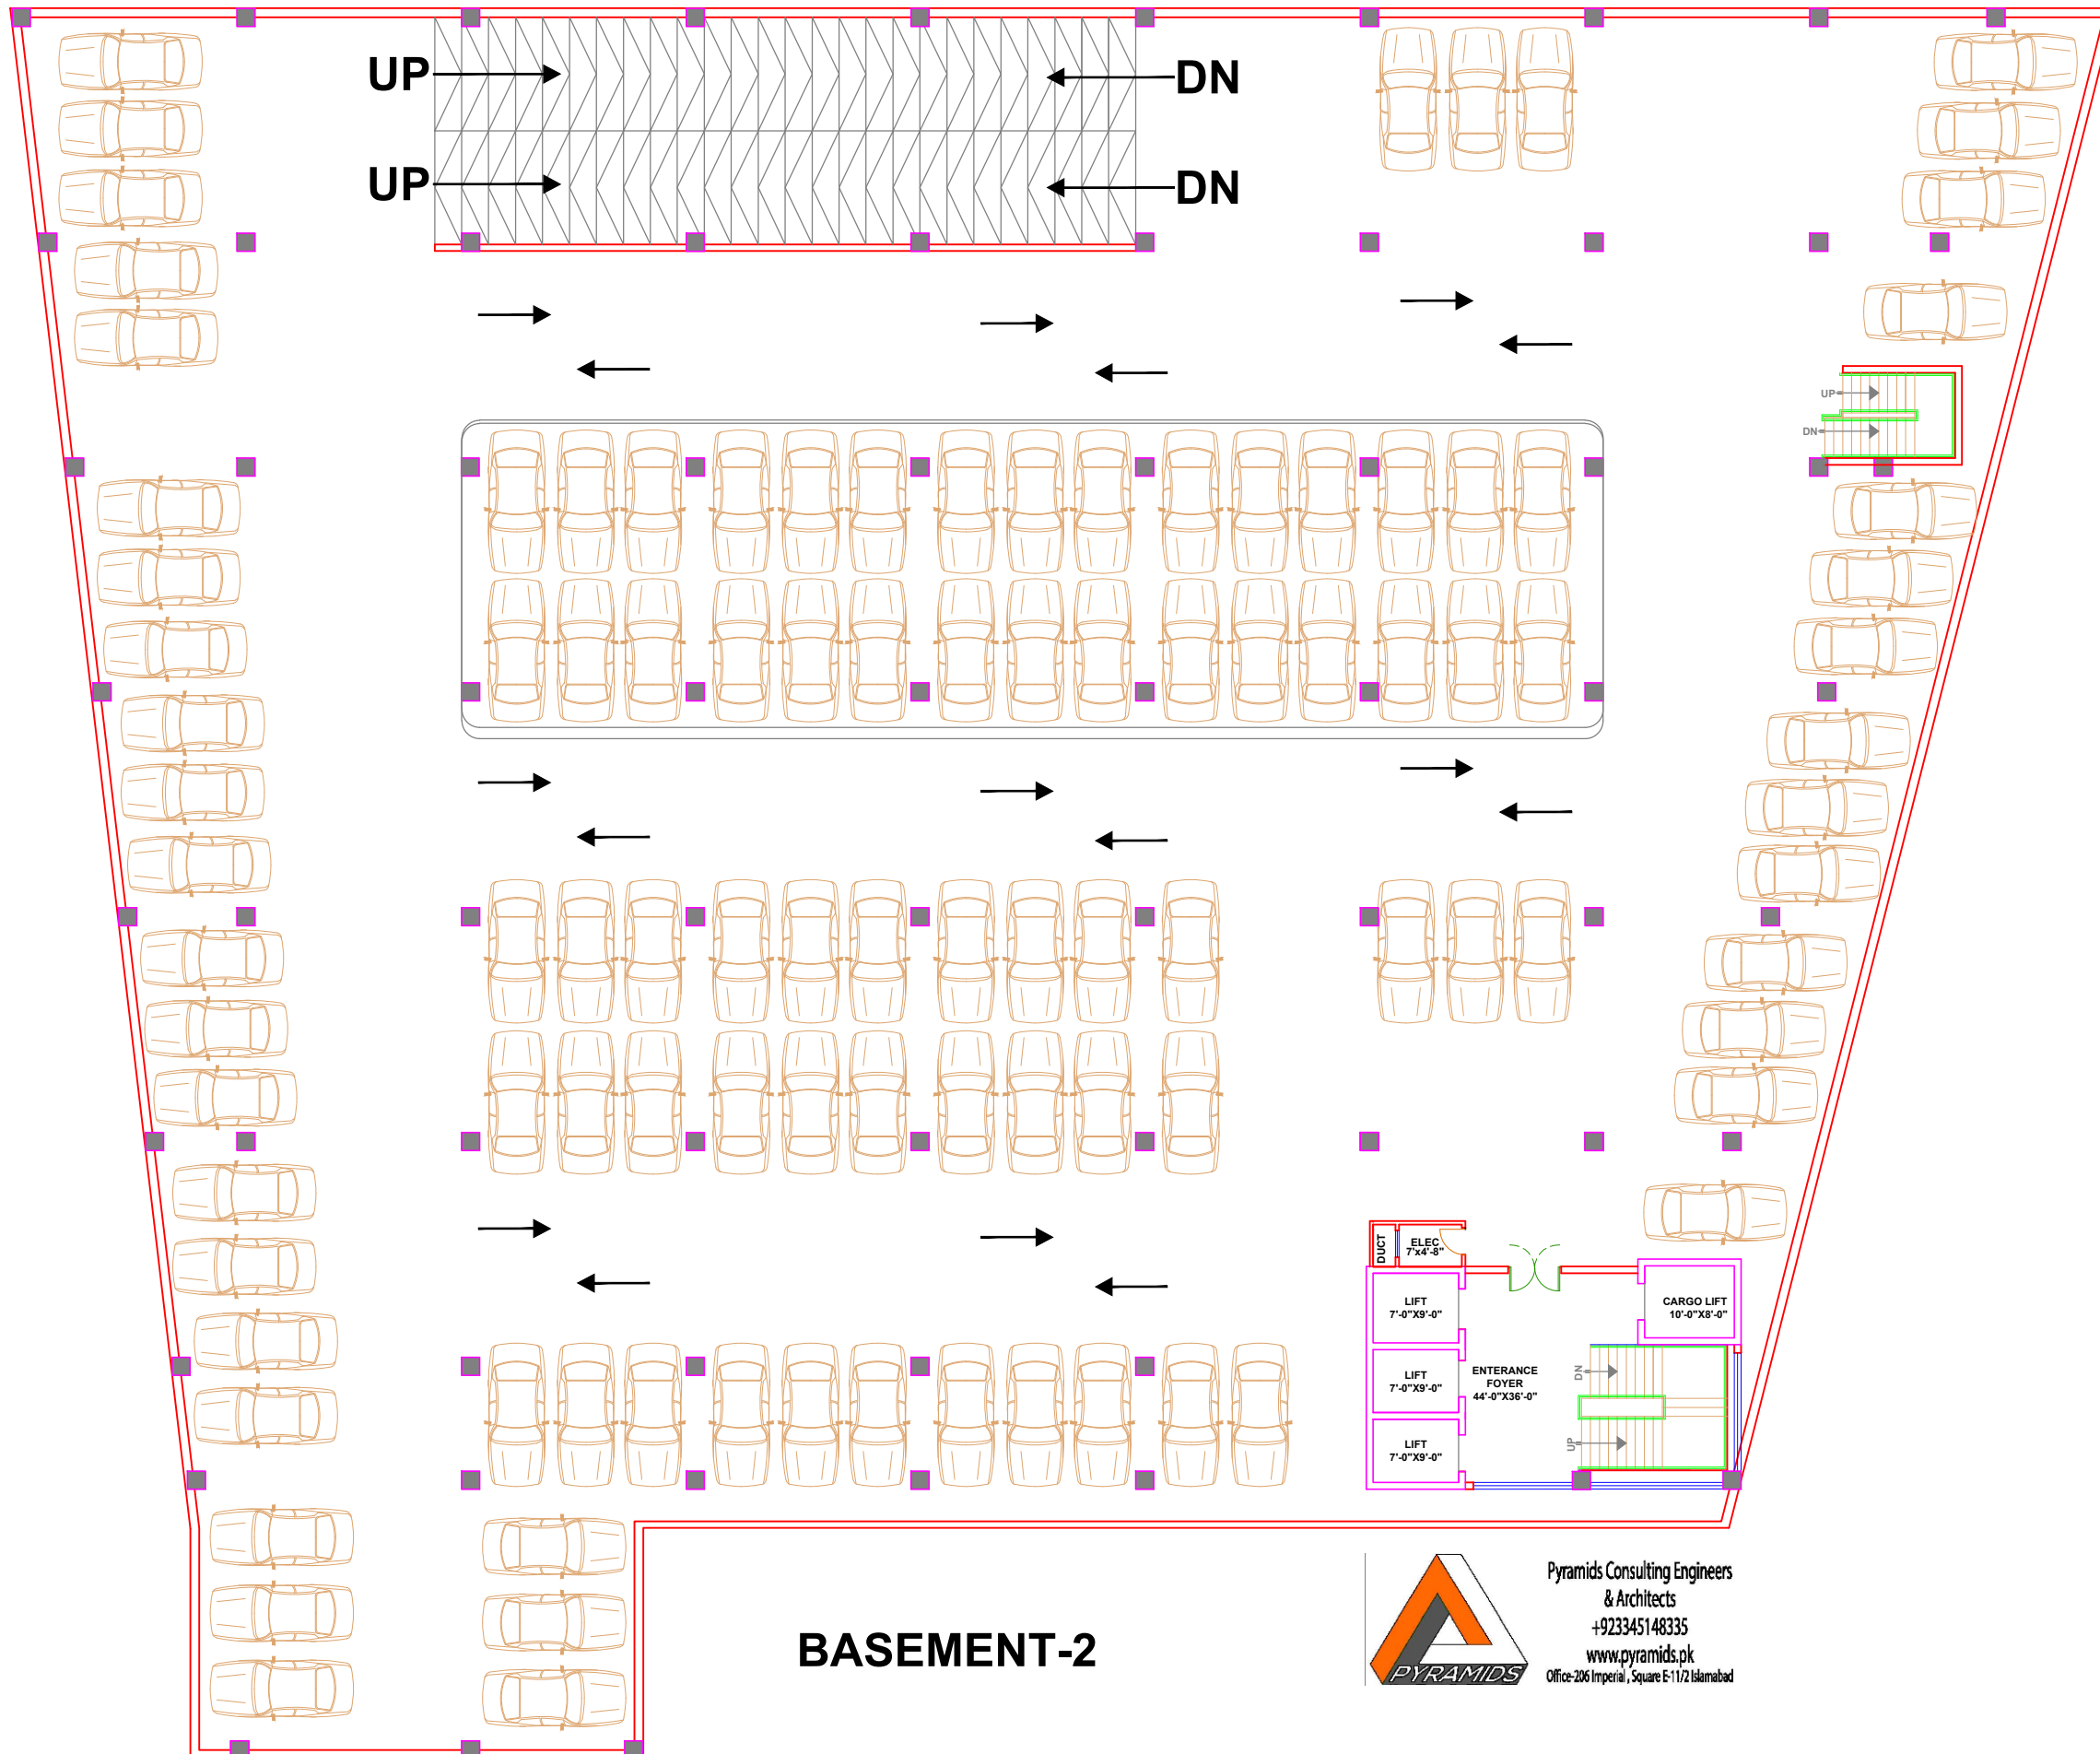 UP
DN
UP
DN
UP
DN
DUCT
ELEC
7'x4'-8"
LIFT
7'-0"X9'-0"
CARGO LIFT
10'-0"X8'-0"
LIFT
7'-0"X9'-0"
ENTERANCE
FOYER
44'-0"X36'-0"
DN
LIFT
7'-0"X9'-0"
UP
BASEMENT-2
PYRAMIDS
Pyramids Consulting Engineers
& Architects
+923345148335
www.pyramids.pk
Office-206 Imperial , Square E-11/2 Islamabad